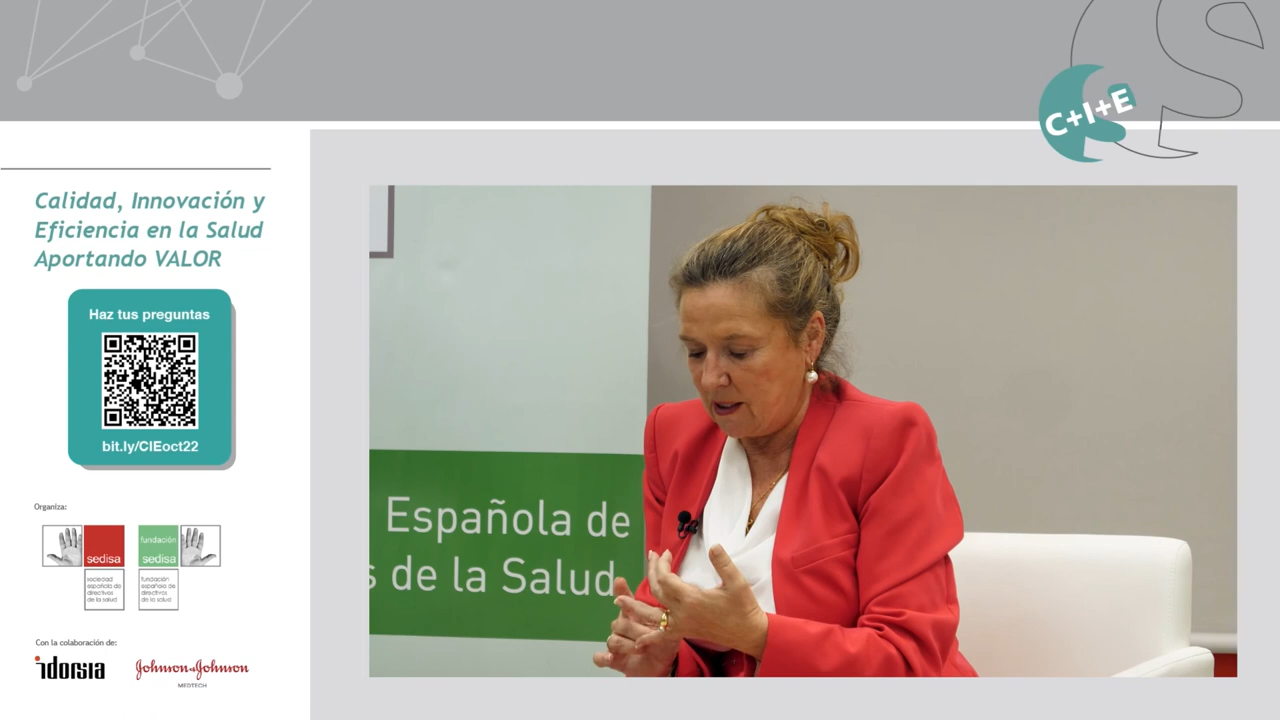 C+I+E
Calidad, Innovación y
Eficiencia en la Salud
Aportando VALOR
Haz tus preguntas
bit.ly/CIEoct22
Organiza:
sedisa
sociedad
española de
directivos
de la salud
fundación
sedisa
fundación
española de
directivos
de la salud
Con la colaboración de:
idorsia
Johnson & Johnson
MEDTECH
Española de
s de la Salud